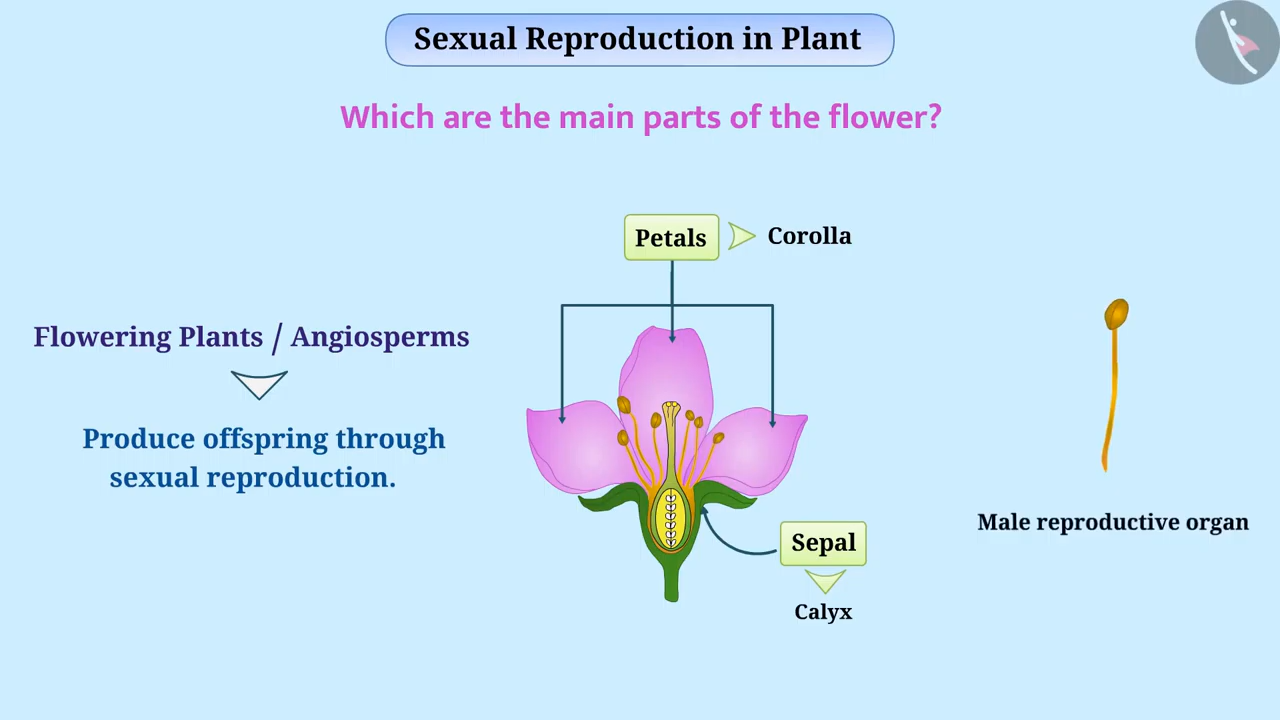 Sexual Reproduction in Plant
Which are the main parts of the flower?
Petals
Corolla
Flowering Plants / Angiosperms
Produce offspring through
sexual reproduction.
Male reproductive organ
Sepal
Calyx